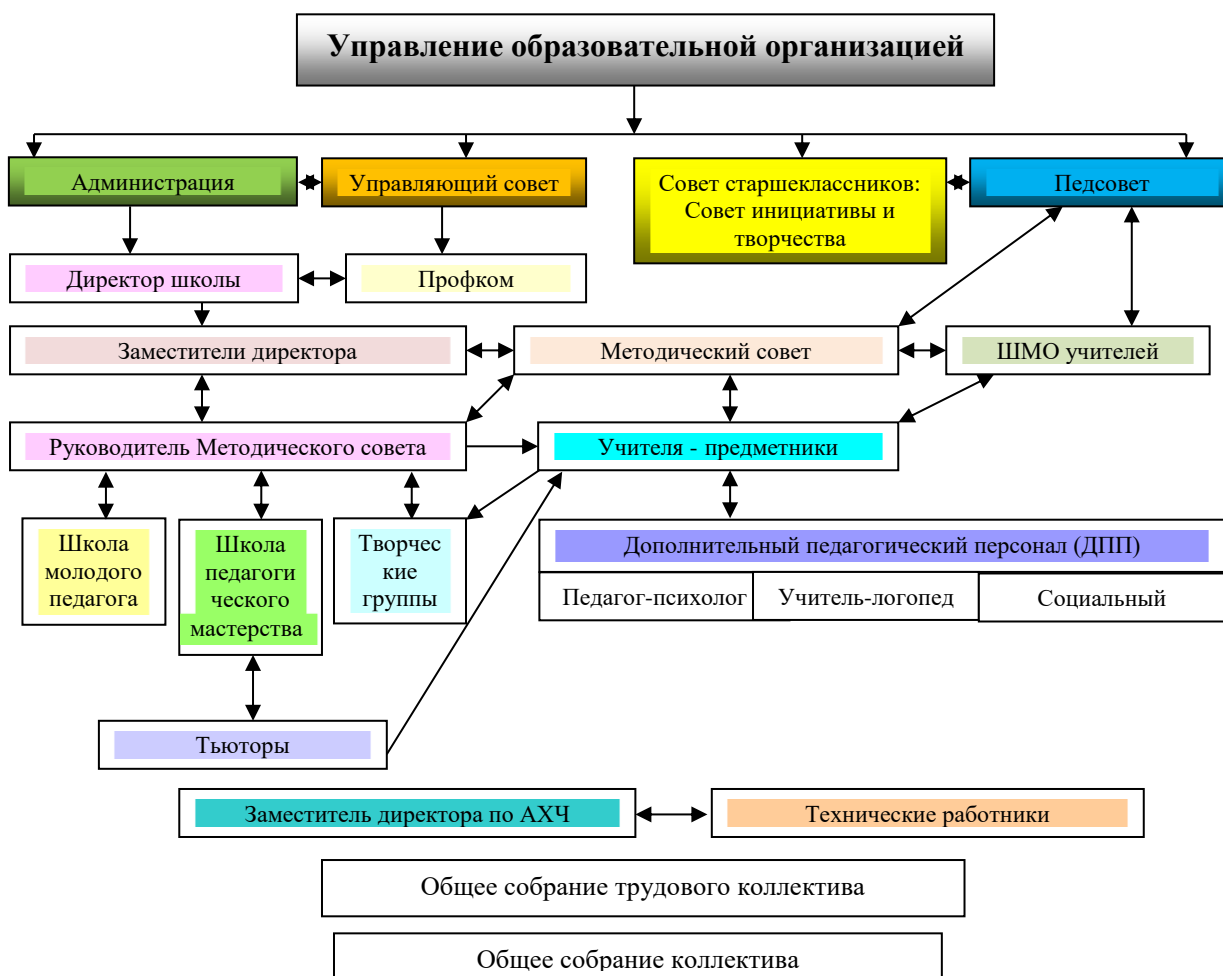 Управление образовательной организацией
Администрация
Управляющий совет
Совет старшеклассников:
Совет инициативы и
творчества
Педсовет
Директор школы
Профком
Заместители директора
Методический совет
ШМО учителей
Руководитель Методического совета
Учителя - предметники
Школа
молодого
педагога
Школа
педагоги
ческого
мастерства
Творчес
кие
группы
Дополнительный педагогический персонал (ДПП)
Педагог-психолог
Учитель-логопед
Социальный
Тьюторы
Заместитель директора по АХЧ
Технические работники
Общее собрание трудового коллектива
Общее собрание коллектива